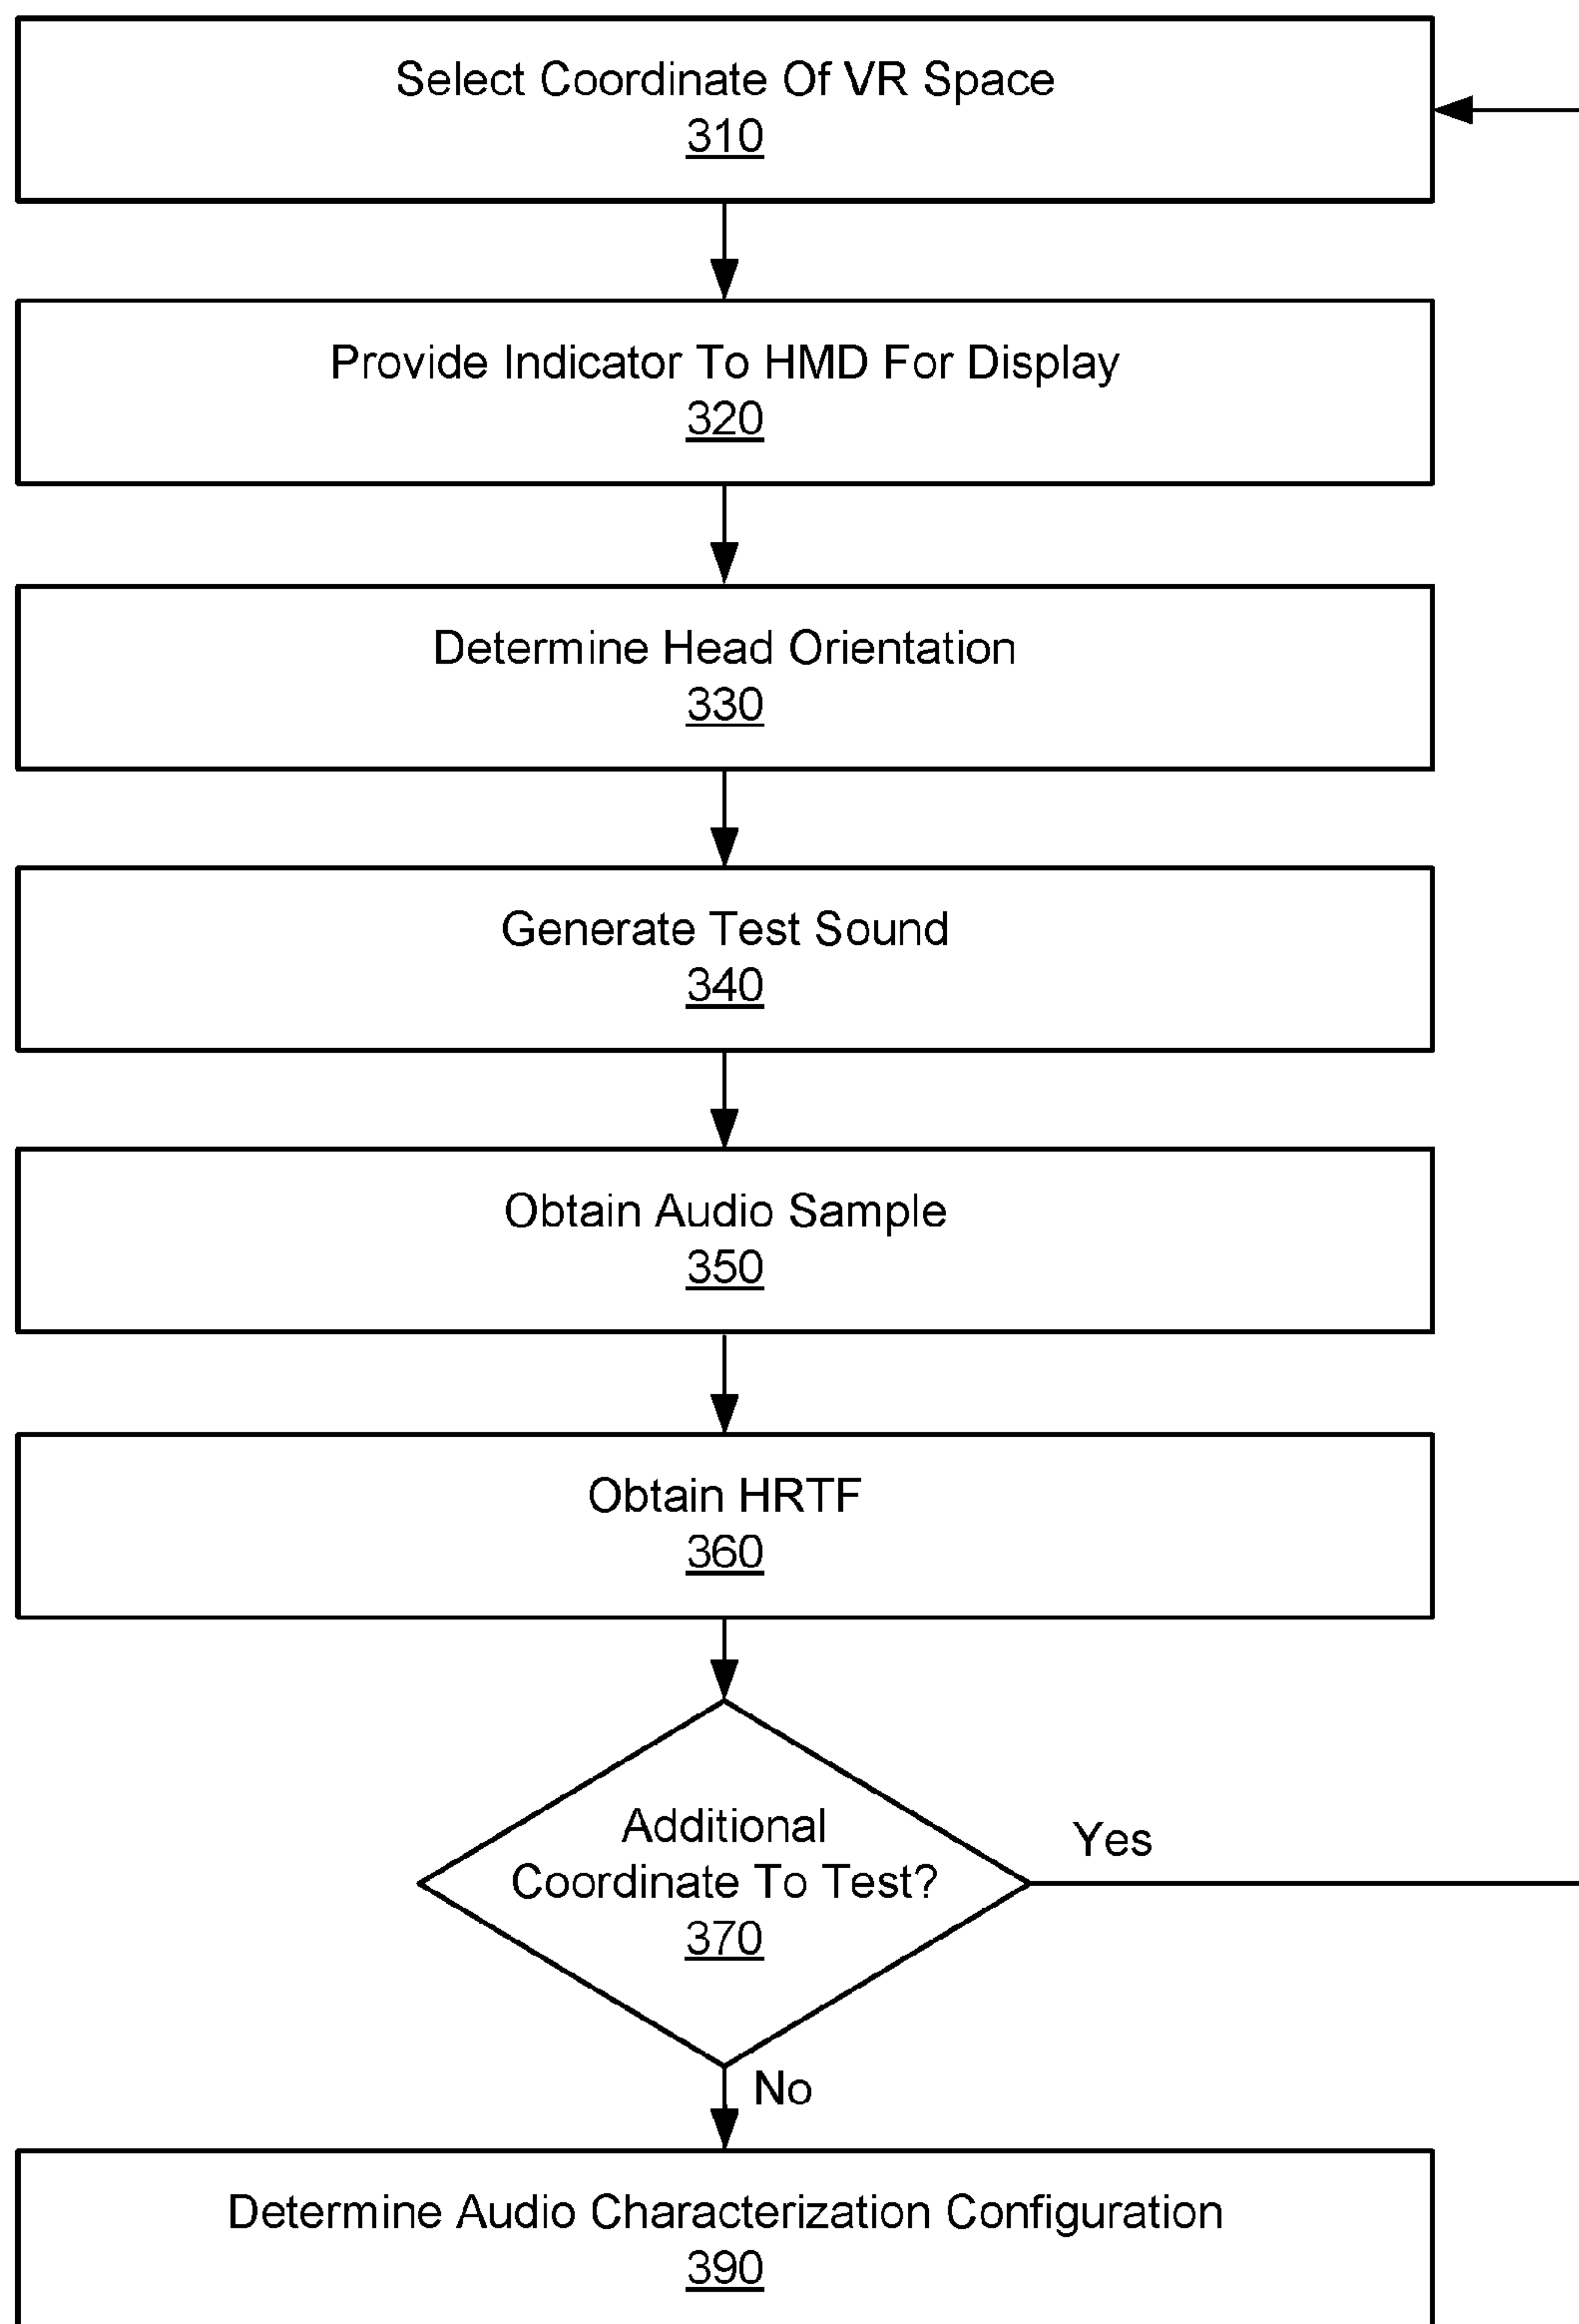 Select Coordinate Of VR Space
310
Provide Indicator To HMD For Display
320
Determine Head Orientation
330
Generate Test Sound
340
Obtain Audio Sample
350
Obtain HRTF
360
Additional
Coordinate To Test?
370
Yes
No
Determine Audio Characterization Configuration
390